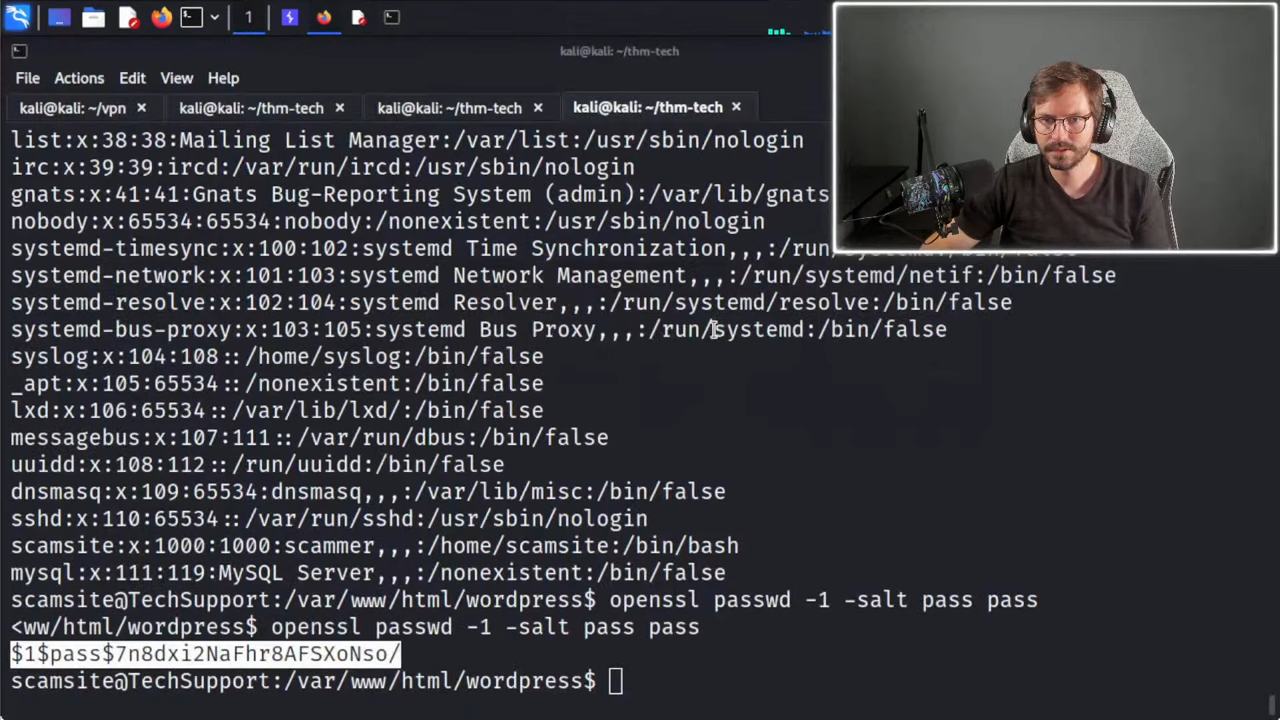 1
kali@kali: ~/thm-tech
File Actions Edit View Help
kali@kali: ~/vpn kali@kali: ~/thm-tech kali@kali: ~/thm-tech kali@kali: ~/thm-tech
list:x:38:38:Mailing List Manager:/var/list:/usr/sbin/nologin
irc:x:39:39:ircd:/var/run/ircd:/usr/sbin/nologin
gnats:x:41:41:Gnats Bug-Reporting System (admin):/var/lib/gnats
nobody:x:65534:65534:nobody:/nonexistent:/usr/sbin/nologin
systemd-timesync:x:100:102:systemd Time Synchronization,,,:/run/systemd:/bin/false
systemd-network:x:101:103:systemd Network Management,,,:/run/systemd/netif:/bin/false
systemd-resolve:x:102:104:systemd Resolver,,,:/run/systemd/resolve:/bin/false
systemd-bus-proxy:x:103:105:systemd Bus Proxy,,,:/run/systemd:/bin/false
syslog:x:104:108::/home/syslog:/bin/false
_apt:x:105:65534::/nonexistent:/bin/false
lxd:x:106:65534::/var/lib/lxd/:/bin/false
messagebus:x:107:111::/var/run/dbus:/bin/false
uuidd:x:108:112::/run/uuidd:/bin/false
dnsmasq:x:109:65534:dnsmasq,,,:/var/lib/misc:/bin/false
sshd:x:110:65534::/var/run/sshd:/usr/sbin/nologin
scamsite:x:1000:1000:scammer,,,:/home/scamsite:/bin/bash
mysql:x:111:119:MySQL Server,,,:/nonexistent:/bin/false
scamsite@TechSupport:/var/www/html/wordpress$ openssl passwd -1 -salt pass pass
<ww/html/wordpress$ openssl passwd -1 -salt pass pass
$1$pass$7n8dxi2NaFhr8AFSXoNso/
scamsite@TechSupport:/var/www/html/wordpress$